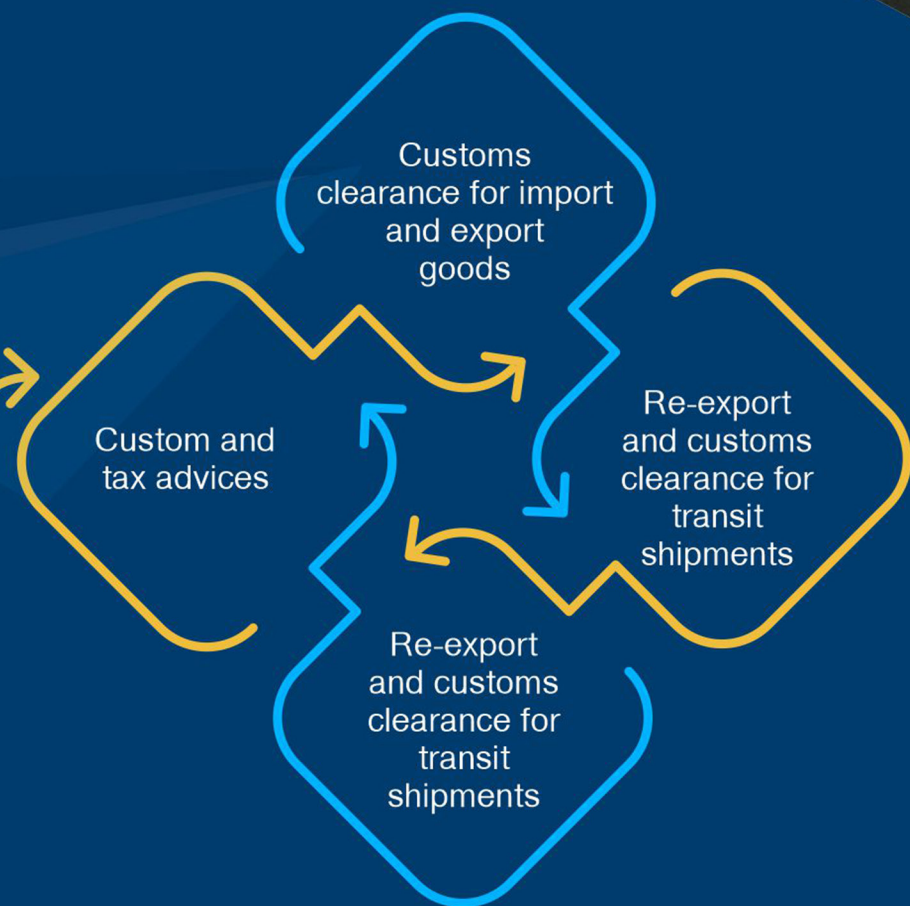 Customs
clearance for import
and export
goods
Custom and
tax advices
Re-export
and customs
clearance for
transit
shipments
Re-export
and customs
clearance for
transit
shipments